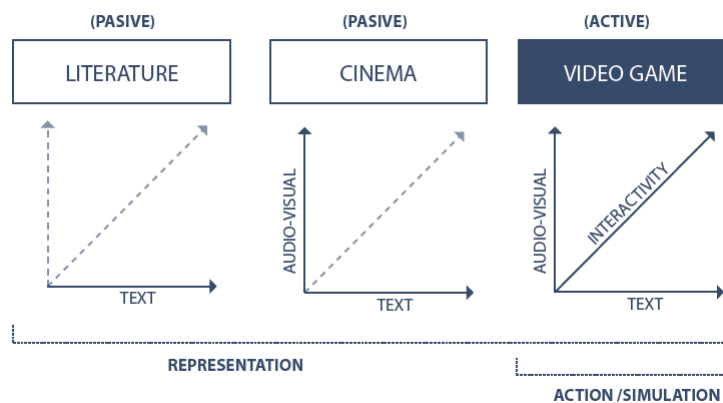 (PASIVE)
(PASIVE)
(ACTIVE)
LITERATURE
CINEMA
VIDEO GAME
TEXT
AUDIO-VISUAL
TEXT
AUDIO-VISUAL
INTERACTIVITY
TEXT
REPRESENTATION
ACTION /SIMULATION